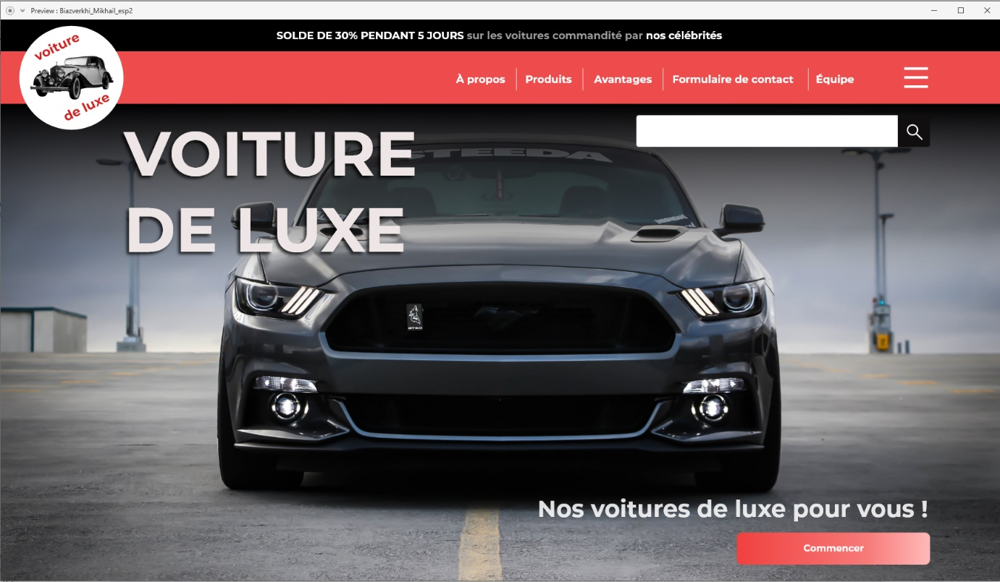 Preview : Biazverkhi_Mikhail_esp2
SOLDE DE 30% PENDANT 5 JOURS sur les voitures commandité par nos célébrités
voiture
de luxe
À propos
Produits
Avantages
Formulaire de contact
Équipe
VOITURE
DE LUXE
STEEDA
HOONIGAN
Nos voitures de luxe pour vous !
Commencer